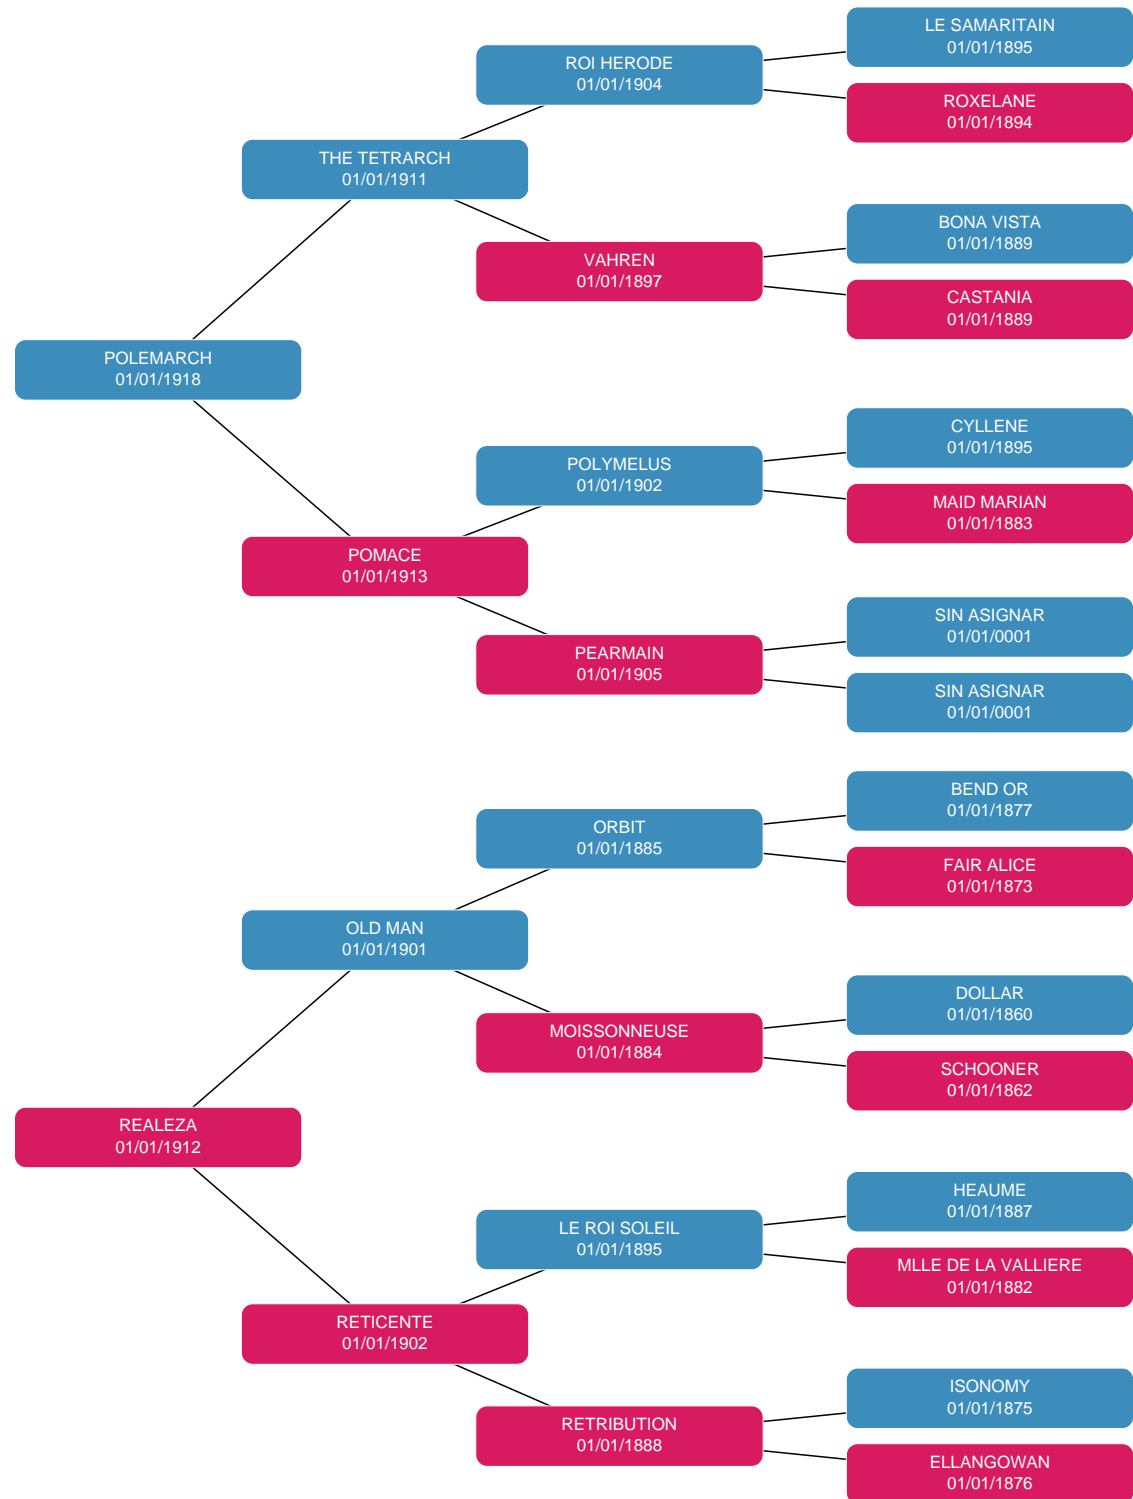 LE SAMARITAIN
01/01/1895
ROI HERODE
01/01/1904
ROXELANE
01/01/1894
THE TETRARCH
01/01/1911
BONA VISTA
01/01/1889
VAHREN
01/01/1897
CASTANIA
01/01/1889
POLEMARCH
01/01/1918
CYLLENE
01/01/1895
POLYMELUS
01/01/1902
MAID MARIAN
01/01/1883
POMACE
01/01/1913
SIN ASIGNAR
01/01/0001
PEARMAIN
01/01/1905
SIN ASIGNAR
01/01/0001
BEND OR
01/01/1877
ORBIT
01/01/1885
FAIR ALICE
01/01/1873
OLD MAN
01/01/1901
DOLLAR
01/01/1860
MOISSONNEUSE
01/01/1884
SCHOONER
01/01/1862
REALEZA
01/01/1912
HEAUME
01/01/1887
LE ROI SOLEIL
01/01/1895
MLLE DE LA VALLIERE
01/01/1882
RETICENTE
01/01/1902
ISONOMY
01/01/1875
RETRIBUTION
01/01/1888
ELLANGOWAN
01/01/1876